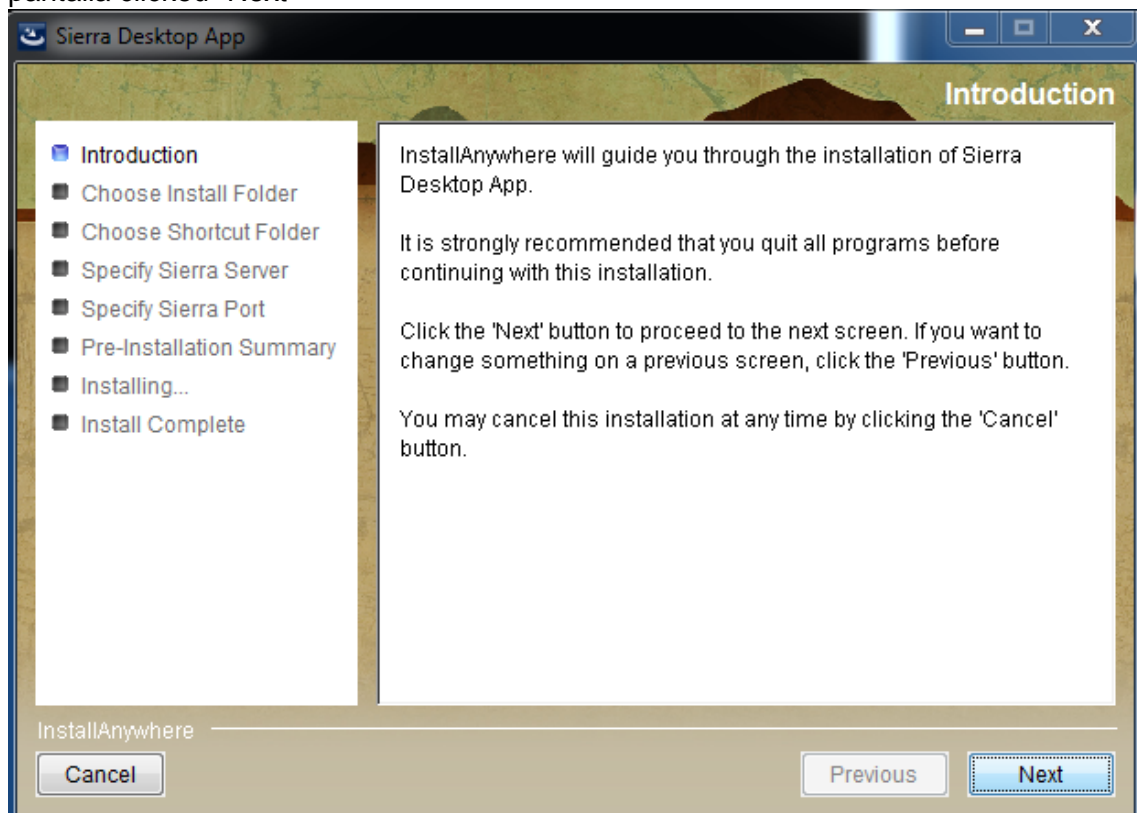 pantalla clicked "Next"
Sierra Desktop App
Introduction
Introduction
Choose Install Folder
Choose Shortcut Folder
Specify Sierra Server
Specify Sierra Port
Pre-Installation Summary
Installing...
Install Complete
InstallAnywhere will guide you through the installation of Sierra
Desktop App.
It is strongly recommended that you quit all programs before
continuing with this installation.
Click the 'Next' button to proceed to the next screen. If you want to
change something on a previous screen, click the 'Previous' button.
You may cancel this installation at any time by clicking the 'Cancel'
button.
InstallAnywhere
Cancel
Previous
Next